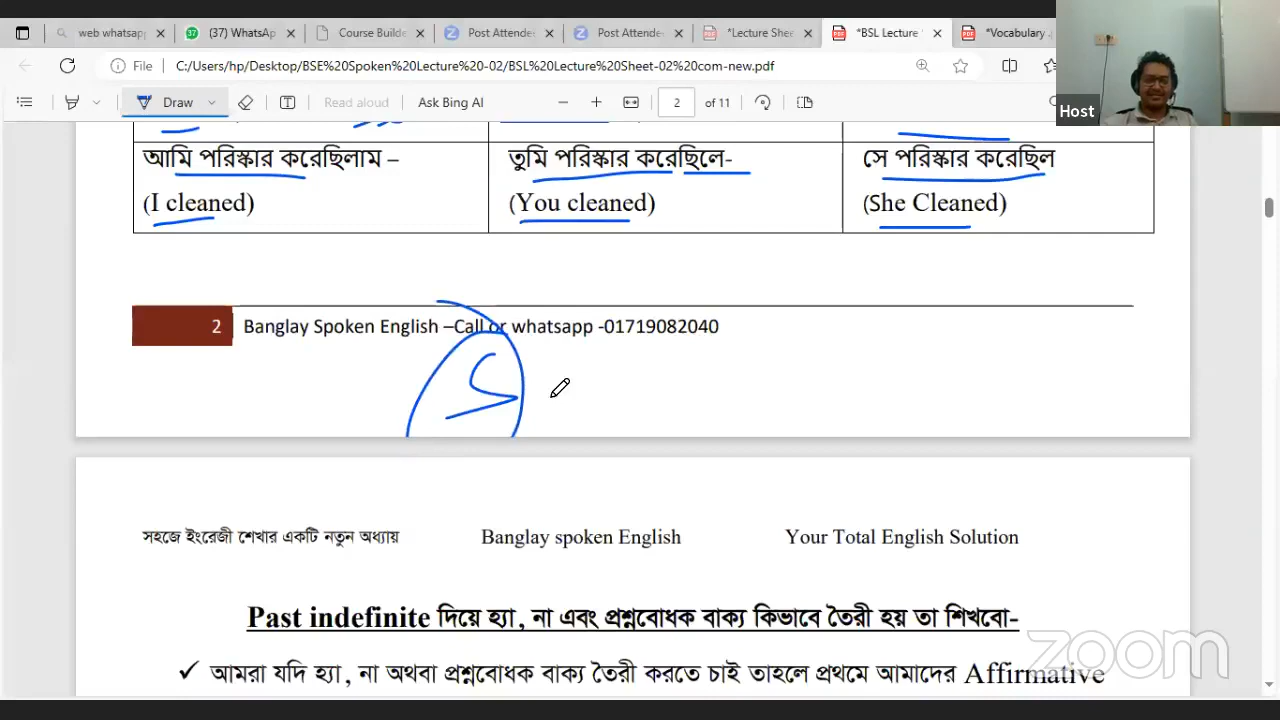 web whatsapp
(37) WhatsA
Course Builde
Post Attende
Post Attende
*Lecture Shee
*BSL Lecture
*Vocabulary
File
C:/Users/hp/Desktop/BSE%20Spoken%20Lecture%20-02/BSL%20Lecture%20Sheet-02%20com-new.pdf
Draw
Read aloud
Ask Bing AI
2
of 11
Host
আমি পরিস্কার করেছিলাম –
তুমি পরিস্কার করেছিলে-
সে পরিস্কার করেছিল
(I cleaned)
(You cleaned)
(She Cleaned)
2
Banglay Spoken English –Call or whatsapp -01719082040
সহজে ইংরেজী শেখার একটি নতুন অধ্যায়
Banglay spoken English
Your Total English Solution
Past indefinite দিয়ে হ্যা, না এবং প্রশ্নবোধক বাক্য কিভাবে তৈরী হয় তা শিখবো-
✓ আমরা যদি হ্যা, না অথবা প্রশ্নবোধক বাক্য তৈরী করতে চাই তাহলে প্রথমে আমাদের Affirmative
zoom